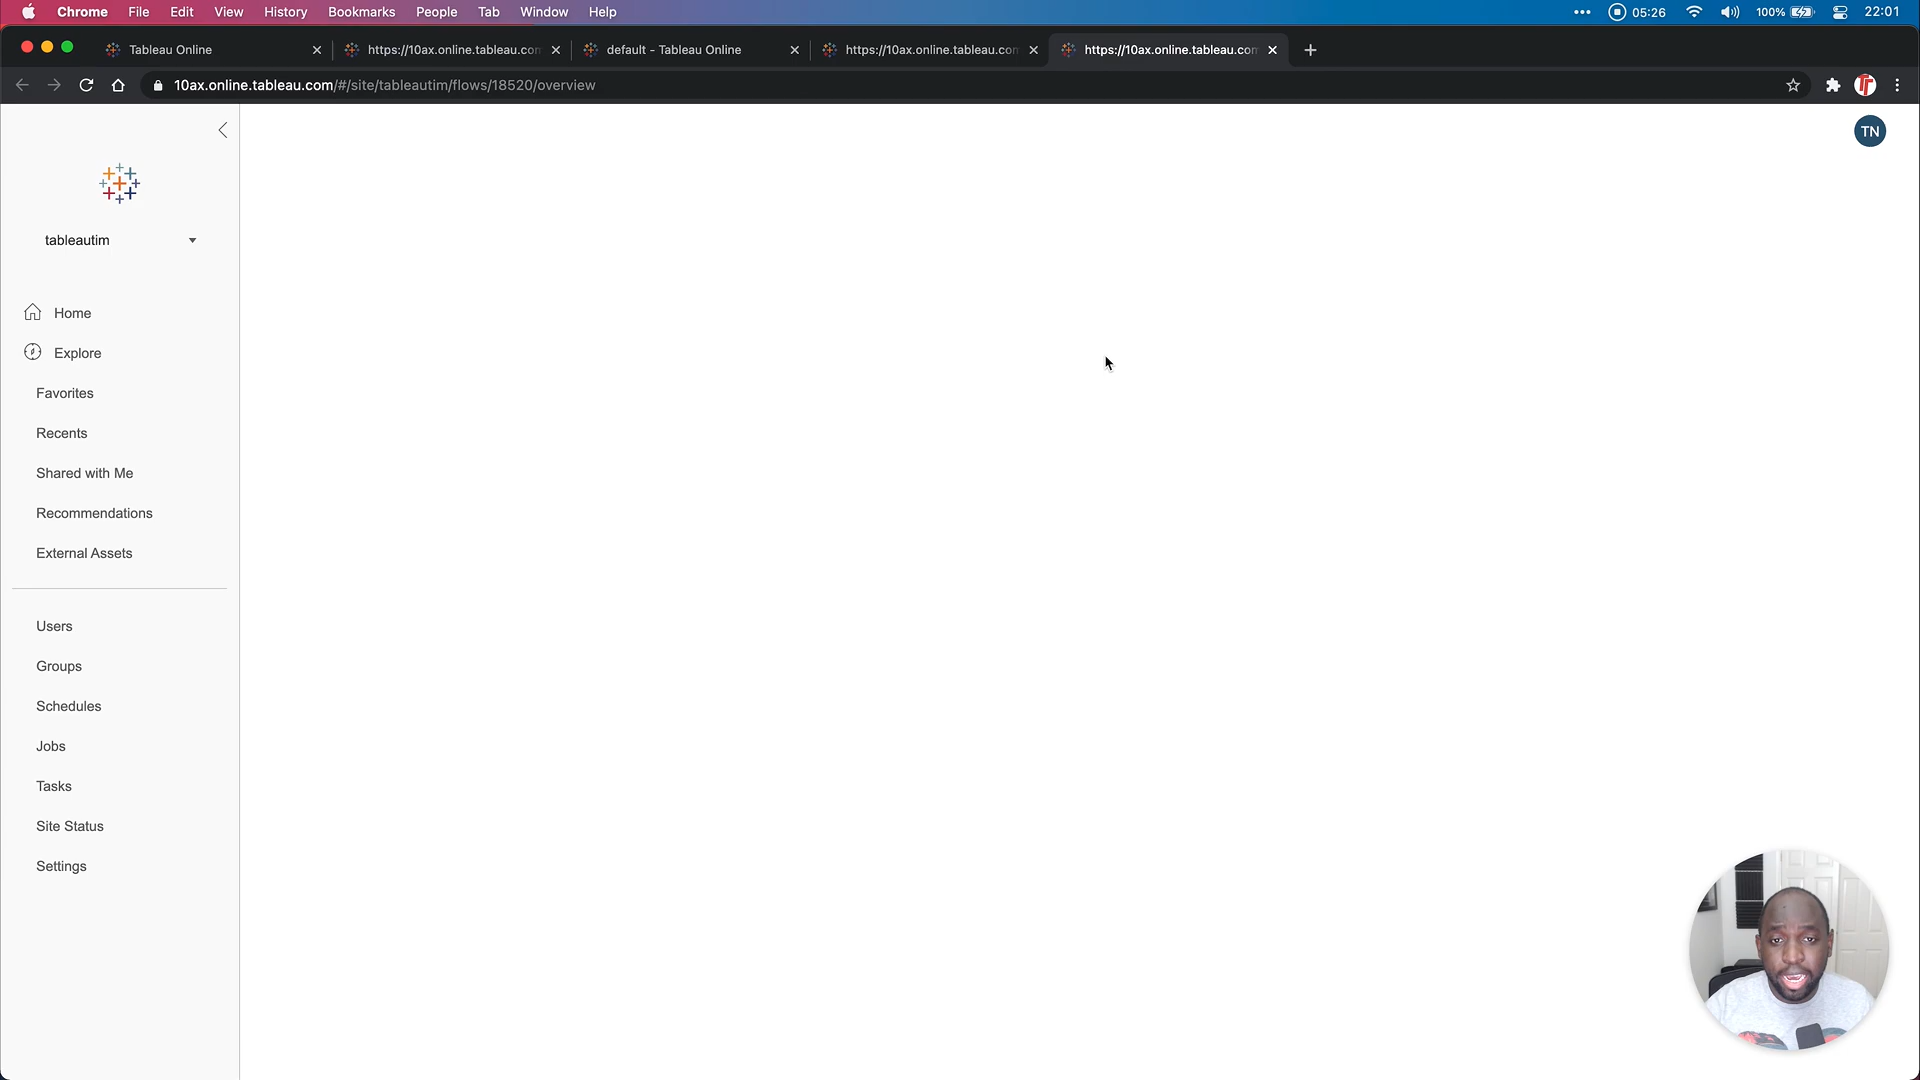 Chrome File Edit View History Bookmarks People Tab Window Help 05:26 100% 22:01
Tableau Online https://10ax.online.tableau.com default - Tableau Online https://10ax.online.tableau.com https://10ax.online.tableau.com
10ax.online.tableau.com/#/site/tableautim/flows/18520/overview
TN
tableautim
Home
Explore
Favorites
Recents
Shared with Me
Recommendations
External Assets
Users
Groups
Schedules
Jobs
Tasks
Site Status
Settings